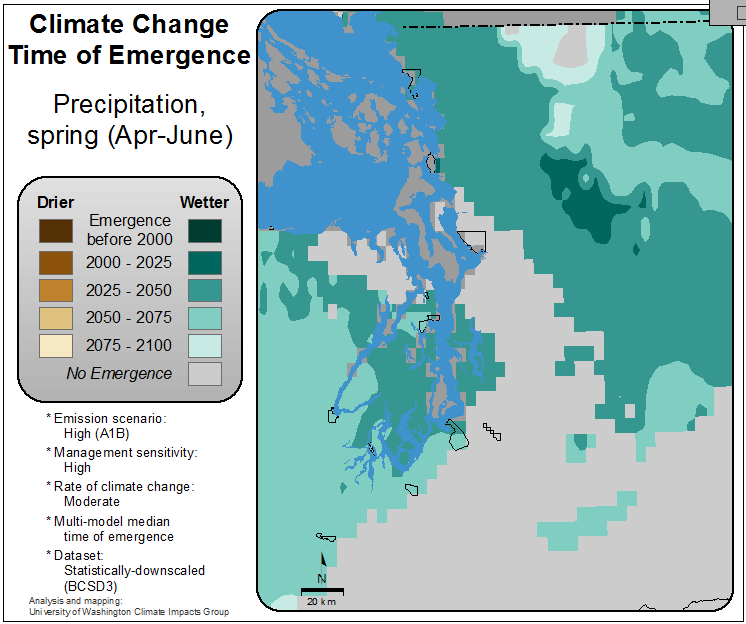 Climate Change
Time of Emergence
Precipitation,
spring (Apr-June)
Drier
Wetter
Emergence
before 2000
2000 - 2025
2025 - 2050
2050 - 2075
2075 - 2100
No Emergence
* Emission scenario:
High (A1B)
* Management sensitivity:
High
* Rate of climate change:
Moderate
* Multi-model median
time of emergence
* Dataset:
Statistically-downscaled
(BCSD3)
Analysis and mapping:
University of Washington Climate Impacts Group
N
20 km